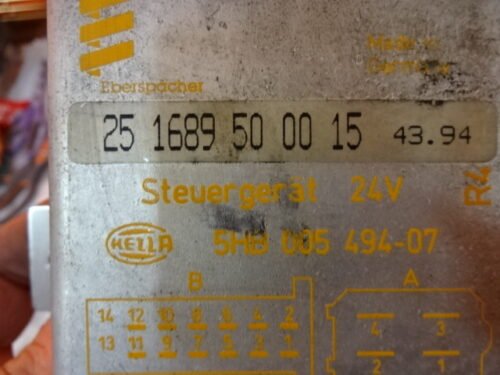 Eberspächer
Made in
Germany
25 1689 50 00 15 43.94
Steuergerät 24V
R4
HELLA 5HB 005 494-07
B A
14 12 10 8 6 4 2
13 11 9 7 5 3 1
4 3
2 1